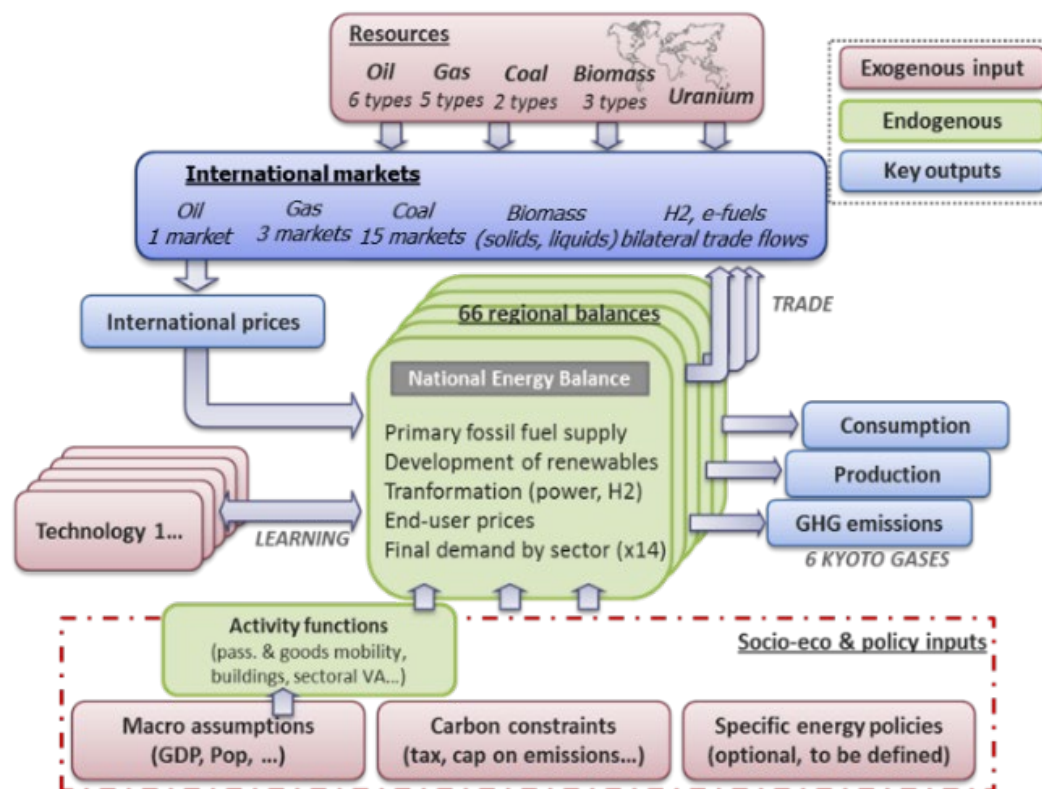 Resources
Oil Gas Coal Biomass Uranium
6 types 5 types 2 types 3 types
Exogenous input
Endogenous
Key outputs
International markets
Oil Gas Coal Biomass H2, e-fuels
1 market 3 markets 15 markets (solids, liquids) bilateral trade flows
International prices
TRADE
66 regional balances
National Energy Balance
Primary fossil fuel supply
Development of renewables
Tranformation (power, H2)
End-user prices
Final demand by sector (x14)
Technology 1...
LEARNING
Consumption
Production
GHG emissions
6 KYOTO GASES
Activity functions
(pass. & goods mobility,
buildings, sectoral VA...)
Socio-eco & policy inputs
Macro assumptions
(GDP, Pop, ...)
Carbon constraints
(tax, cap on emissions...)
Specific energy policies
(optional, to be defined)